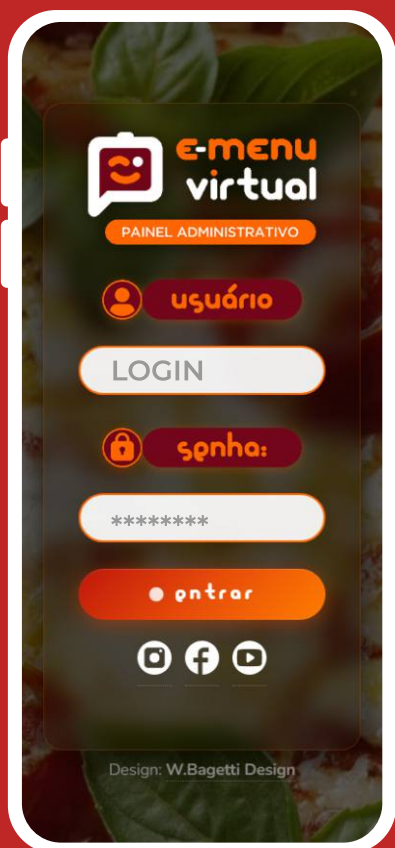 e-menu
virtual
PAINEL ADMINISTRATIVO
usuário
LOGIN
senha:
********
entrar
Design: W.Bagetti Design